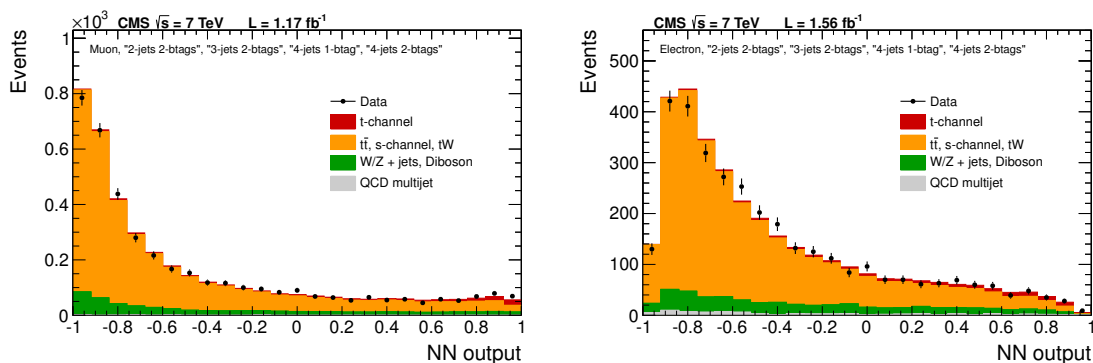 ×10³ CMS √s = 7 TeV L = 1.17 fb⁻¹
Muon, "2-jets 2-btags", "3-jets 2-btags", "4-jets 1-btag", "4-jets 2-btags"
Events
1
0.8
0.6
0.4
0.2
0
Data
t-channel
tt̄, s-channel, tW
W/Z + jets, Diboson
QCD multijet
-1 -0.8 -0.6 -0.4 -0.2 0 0.2 0.4 0.6 0.8 1
NN output
CMS √s = 7 TeV L = 1.56 fb⁻¹
Electron, "2-jets 2-btags", "3-jets 2-btags", "4-jets 1-btag", "4-jets 2-btags"
Events
500
400
300
200
100
0
Data
t-channel
tt̄, s-channel, tW
W/Z + jets, Diboson
QCD multijet
-1 -0.8 -0.6 -0.4 -0.2 0 0.2 0.4 0.6 0.8 1
NN output